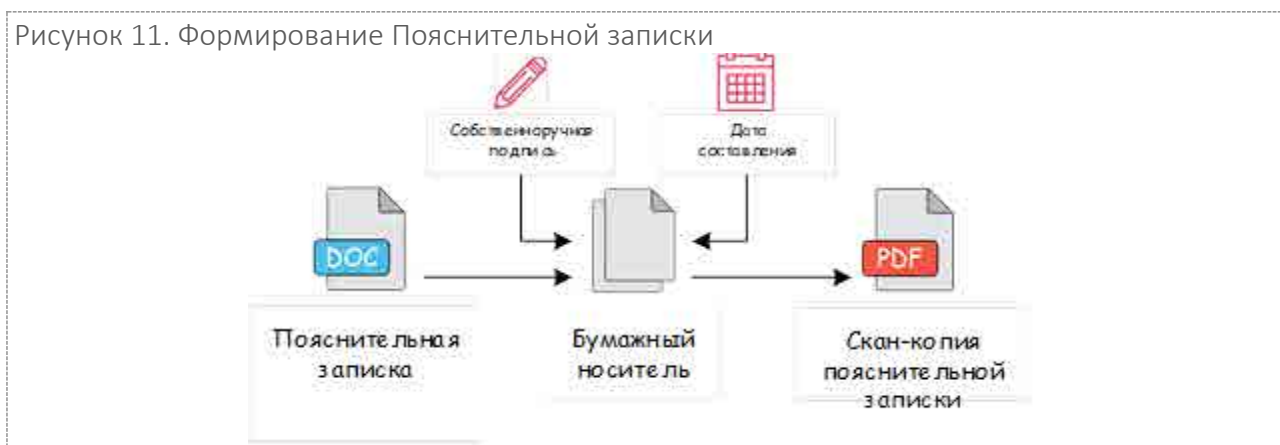 Рисунок 11. Формирование Пояснительной записки
Собственноручная
подпись
Дата
составления
DOC
PDF
Пояснительная
записка
Бумажный
носитель
Скан-копия
пояснительной
записки